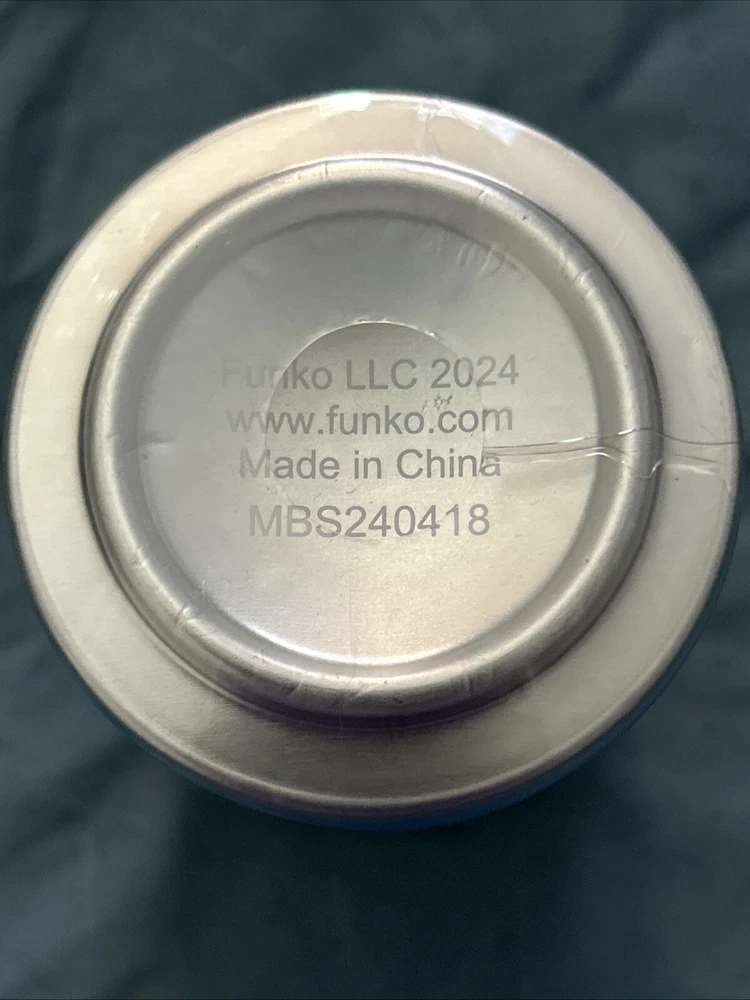 Funko LLC 2024
www.funko.com
Made in China
MBS240418